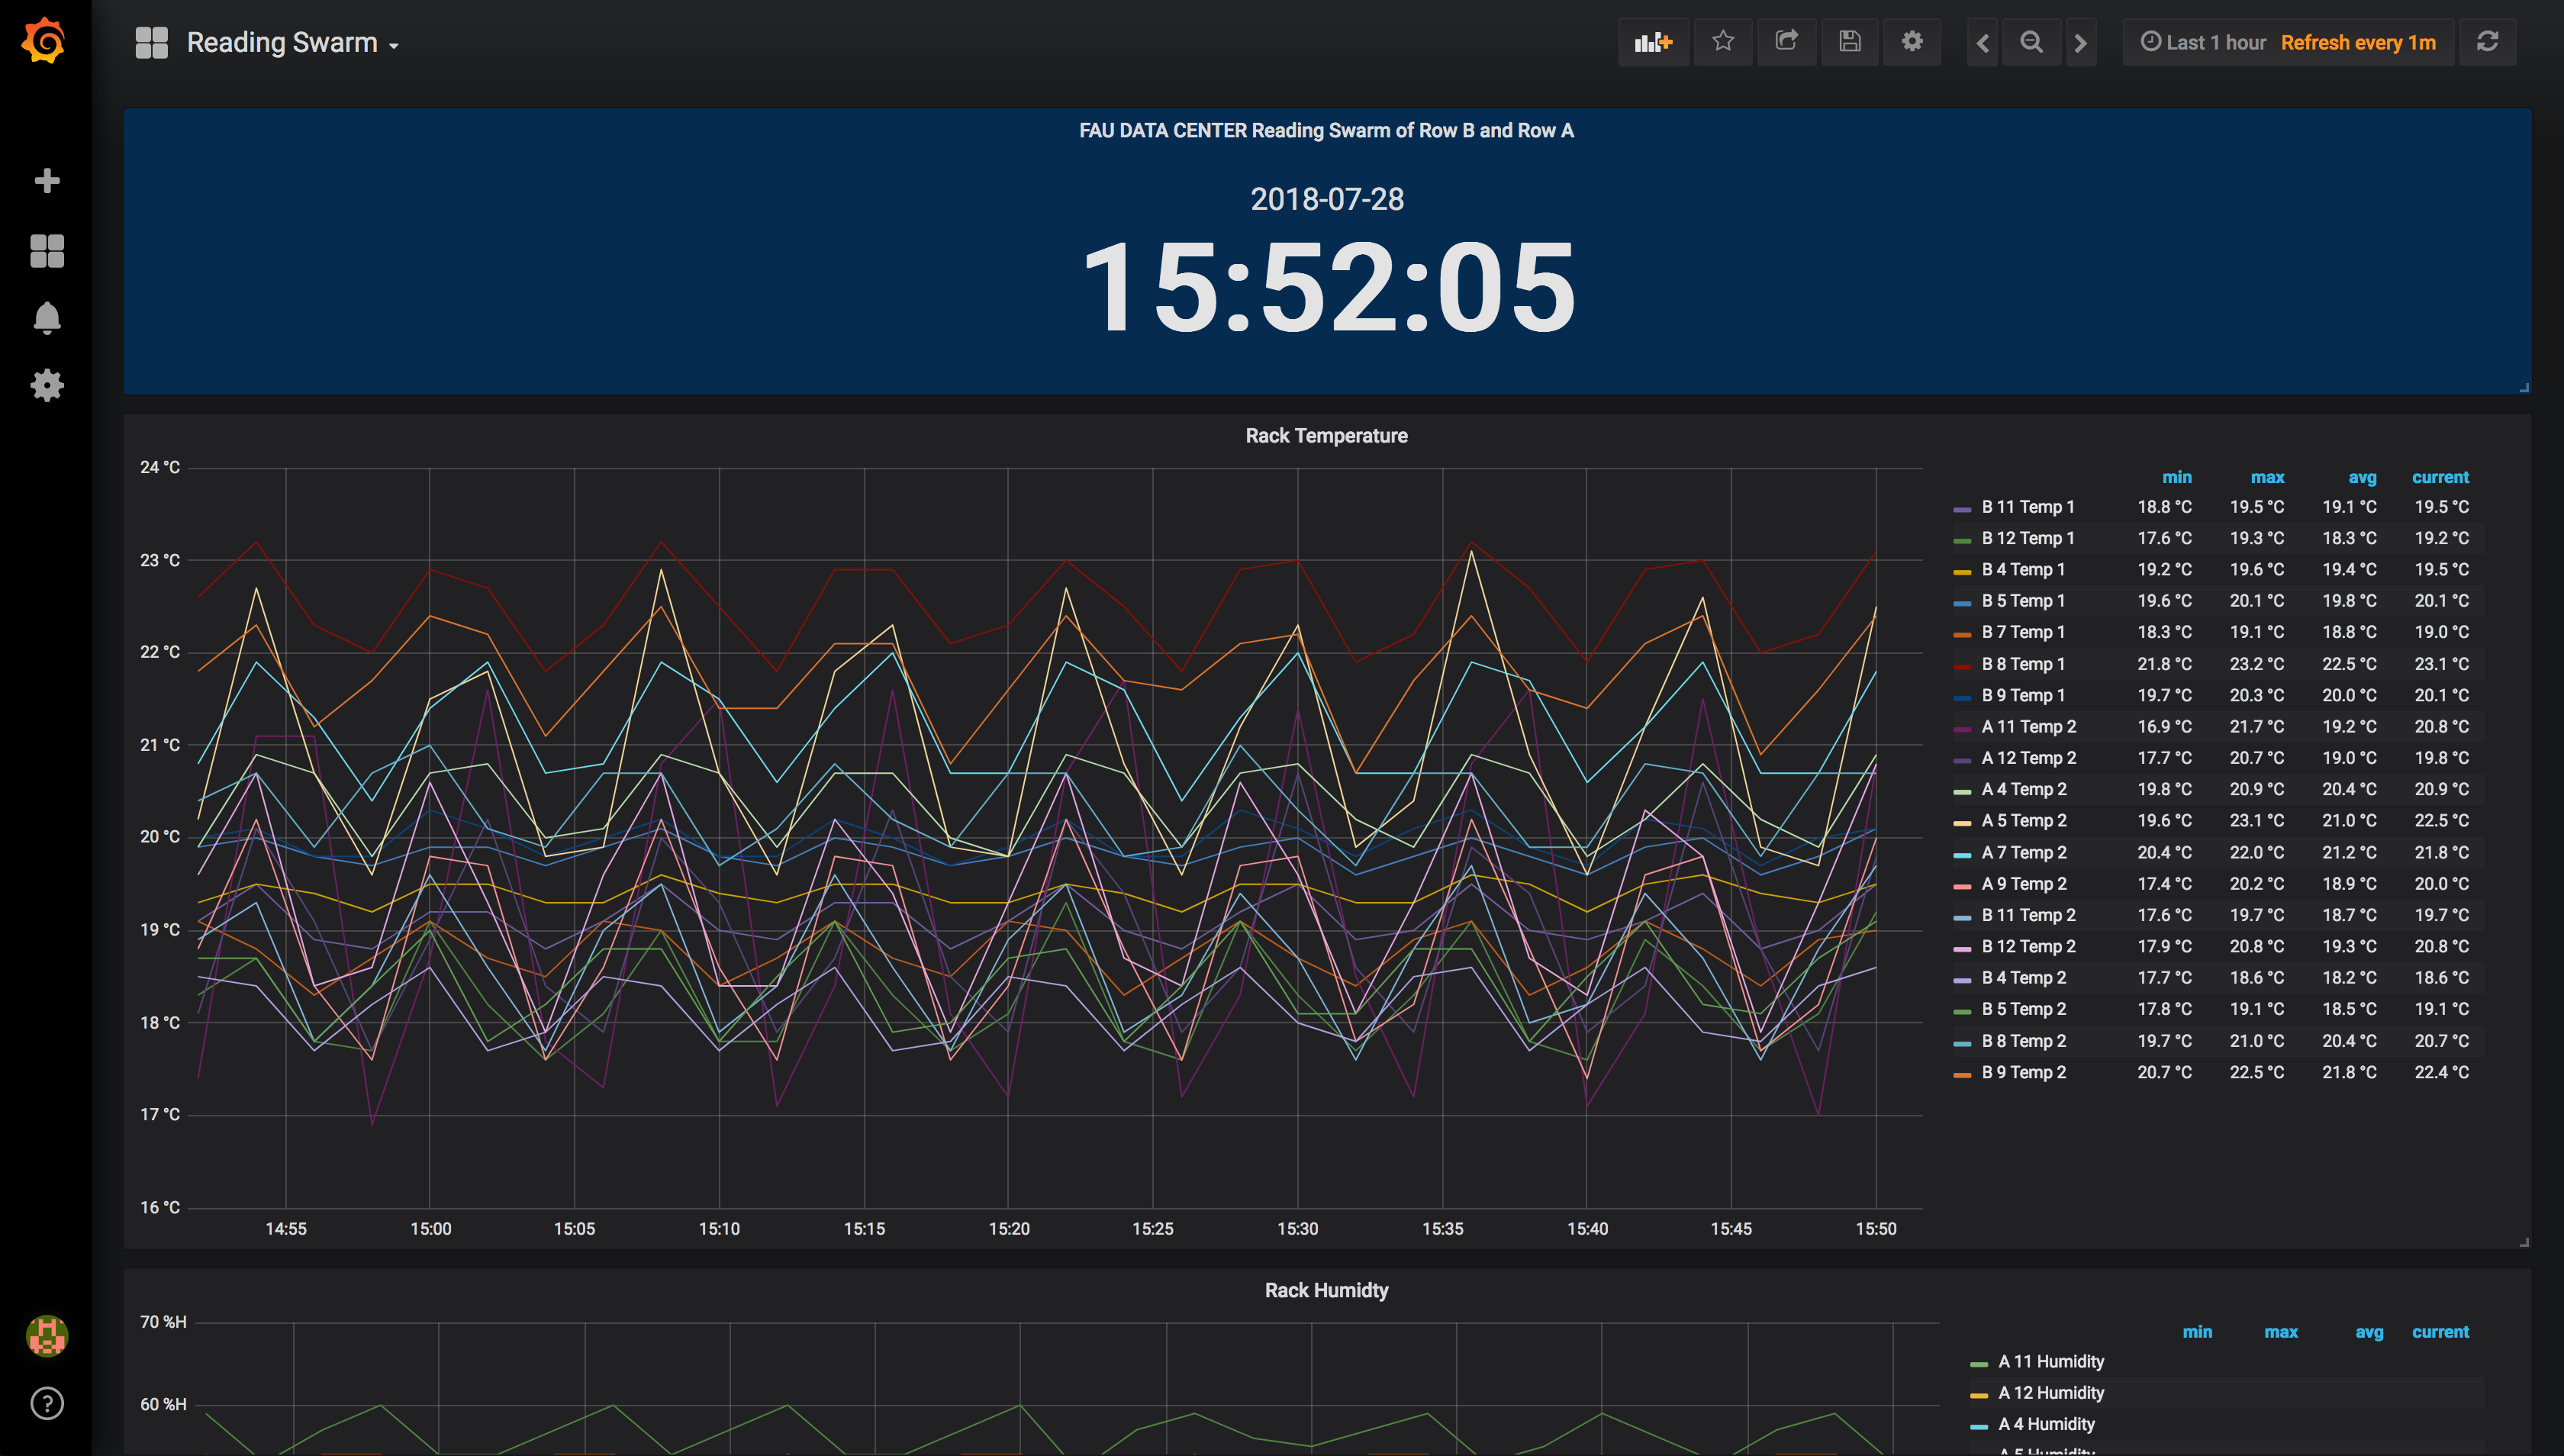 Reading Swarm
Last 1 hour Refresh every 1m
FAU DATA CENTER Reading Swarm of Row B and Row A
2018-07-28
15:52:05
Rack Temperature
24 °C
23 °C
22 °C
21 °C
20 °C
19 °C
18 °C
17 °C
16 °C
14:55 15:00 15:05 15:10 15:15 15:20 15:25 15:30 15:35 15:40 15:45 15:50
min max avg current
B 11 Temp 1 18.8 °C 19.5 °C 19.1 °C 19.5 °C
B 12 Temp 1 17.6 °C 19.3 °C 18.3 °C 19.2 °C
B 4 Temp 1 19.2 °C 19.6 °C 19.4 °C 19.5 °C
B 5 Temp 1 19.6 °C 20.1 °C 19.8 °C 20.1 °C
B 7 Temp 1 18.3 °C 19.1 °C 18.8 °C 19.0 °C
B 8 Temp 1 21.8 °C 23.2 °C 22.5 °C 23.1 °C
B 9 Temp 1 19.7 °C 20.3 °C 20.0 °C 20.1 °C
A 11 Temp 2 16.9 °C 21.7 °C 19.2 °C 20.8 °C
A 12 Temp 2 17.7 °C 20.7 °C 19.0 °C 19.8 °C
A 4 Temp 2 19.8 °C 20.9 °C 20.4 °C 20.9 °C
A 5 Temp 2 19.6 °C 23.1 °C 21.0 °C 22.5 °C
A 7 Temp 2 20.4 °C 22.0 °C 21.2 °C 21.8 °C
A 9 Temp 2 17.4 °C 20.2 °C 18.9 °C 20.0 °C
B 11 Temp 2 17.6 °C 19.7 °C 18.7 °C 19.7 °C
B 12 Temp 2 17.9 °C 20.8 °C 19.3 °C 20.8 °C
B 4 Temp 2 17.7 °C 18.6 °C 18.2 °C 18.6 °C
B 5 Temp 2 17.8 °C 19.1 °C 18.5 °C 19.1 °C
B 8 Temp 2 19.7 °C 21.0 °C 20.4 °C 20.7 °C
B 9 Temp 2 20.7 °C 22.5 °C 21.8 °C 22.4 °C
Rack Humidty
70 %H
60 %H
min max avg current
A 11 Humidity
A 12 Humidity
A 4 Humidity
A 5 Humidity